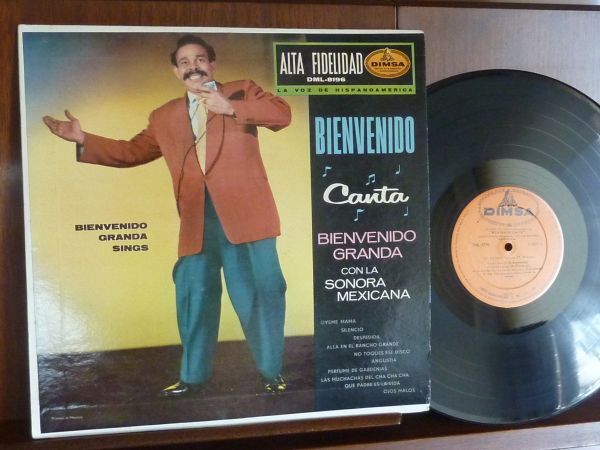 ALTA FIDELIDAD
DML-8196
DIMSA
LA VOZ DE HISPANOAMERICA
BIENVENIDO
Canta
BIENVENIDO
GRANDA
CON LA
SONORA
MEXICANA
BIENVENIDO
GRANDA
SINGS
OYEME MAMA
SILENCIO
DESPEDIDA
ALLA EN EL RANCHO GRANDE
NO TOQUES ESE DISCO
ANGUSTIA
PERFUME DE GARDENIAS
LAS MUCHACHAS DEL CHA CHA CHA
QUE PADRE ES LA VIDA
OJOS MALOS
DIMSA